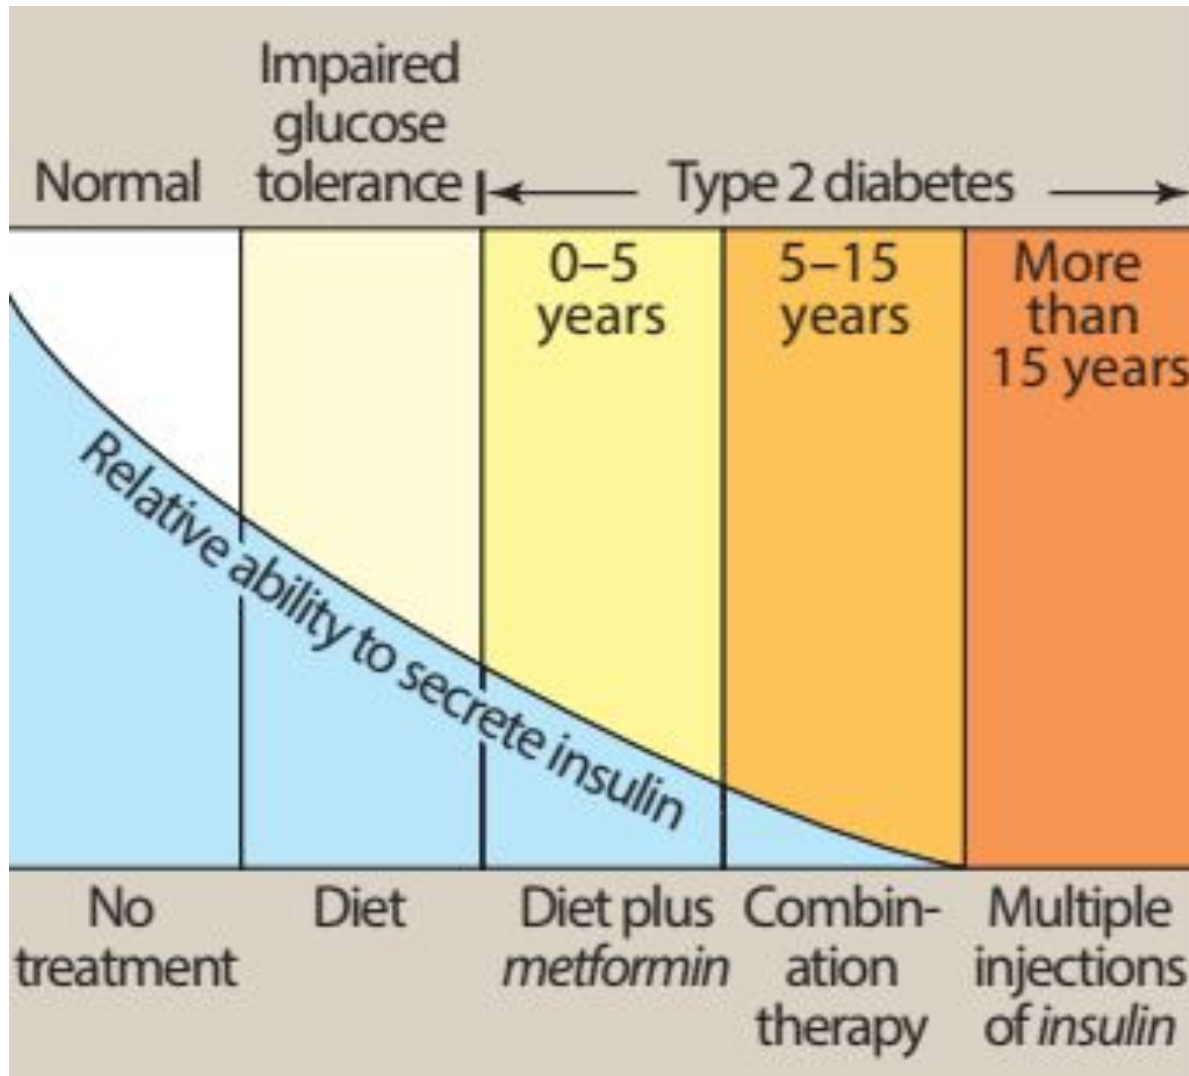 Impaired
glucose
Normal tolerance Type 2 diabetes
0–5
years
5–15
years
More
than
15 years
Relative ability to secrete insulin
No
treatment
Diet
Diet plus
metformin
Combin-
ation
therapy
Multiple
injections
of insulin